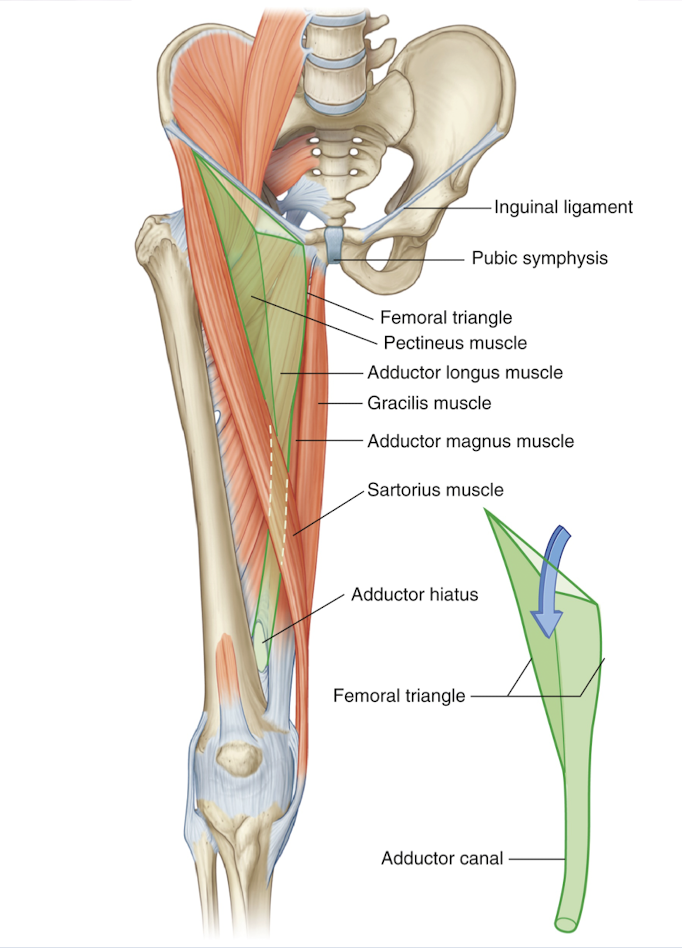 Inguinal ligament
Pubic symphysis
Femoral triangle
Pectineus muscle
Adductor longus muscle
Gracilis muscle
Adductor magnus muscle
Sartorius muscle
Adductor hiatus
Femoral triangle
Adductor canal